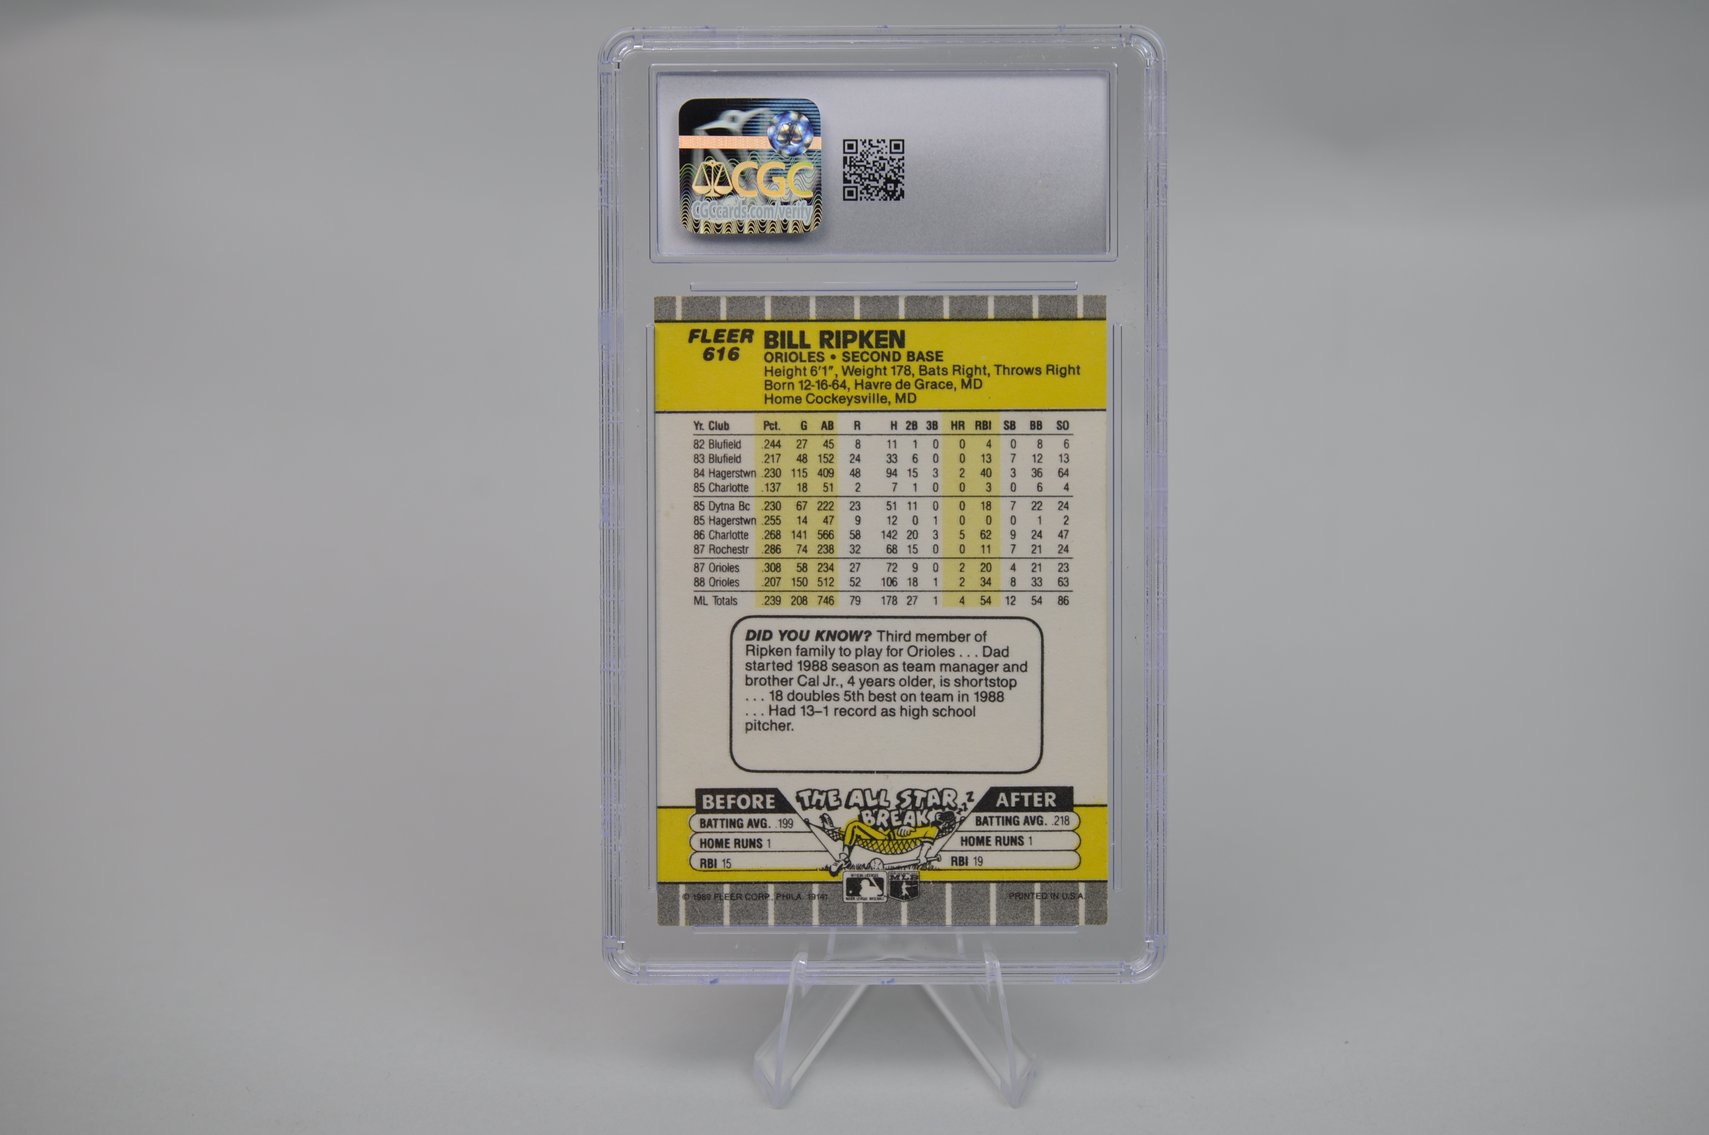 CGC
CGCcards.com/verify
FLEER
616
BILL RIPKEN
ORIOLES • SECOND BASE
Height 6'1", Weight 178, Bats Right, Throws Right
Born 12-16-64, Havre de Grace, MD
Home Cockeysville, MD
Yr. Club Pct. G AB R H 2B 3B HR RBI SB BB SO
82 Blufield .244 27 45 8 11 1 0 0 4 0 8 6
83 Blufield .217 48 152 24 33 6 0 0 13 7 12 13
84 Hagerstwn .230 115 409 48 94 15 3 2 40 3 36 64
85 Charlotte .137 18 51 2 7 1 0 0 3 0 6 4
85 Dytna Bc .230 67 222 23 51 11 0 0 18 7 22 24
85 Hagerstwn .255 14 47 9 12 0 1 0 0 0 1 2
86 Charlotte .268 141 566 58 142 20 3 5 62 9 24 47
87 Rochestr .286 74 238 32 68 15 0 0 11 7 21 24
87 Orioles .308 58 234 27 72 9 0 2 20 4 21 23
88 Orioles .207 150 512 52 106 18 1 2 34 8 33 63
ML Totals .239 208 746 79 178 27 1 4 54 12 54 86
DID YOU KNOW? Third member of
Ripken family to play for Orioles . . . Dad
started 1988 season as team manager and
brother Cal Jr., 4 years older, is shortstop
. . . 18 doubles 5th best on team in 1988
. . . Had 13–1 record as high school
pitcher.
BEFORE
THE ALL STAR
BREAK
Z Z Z
AFTER
BATTING AVG. .199
BATTING AVG. .218
HOME RUNS 1
HOME RUNS 1
RBI 15
RBI 19
MLB
© 1989 FLEER CORP., PHILA. 19141
PRINTED IN U.S.A.